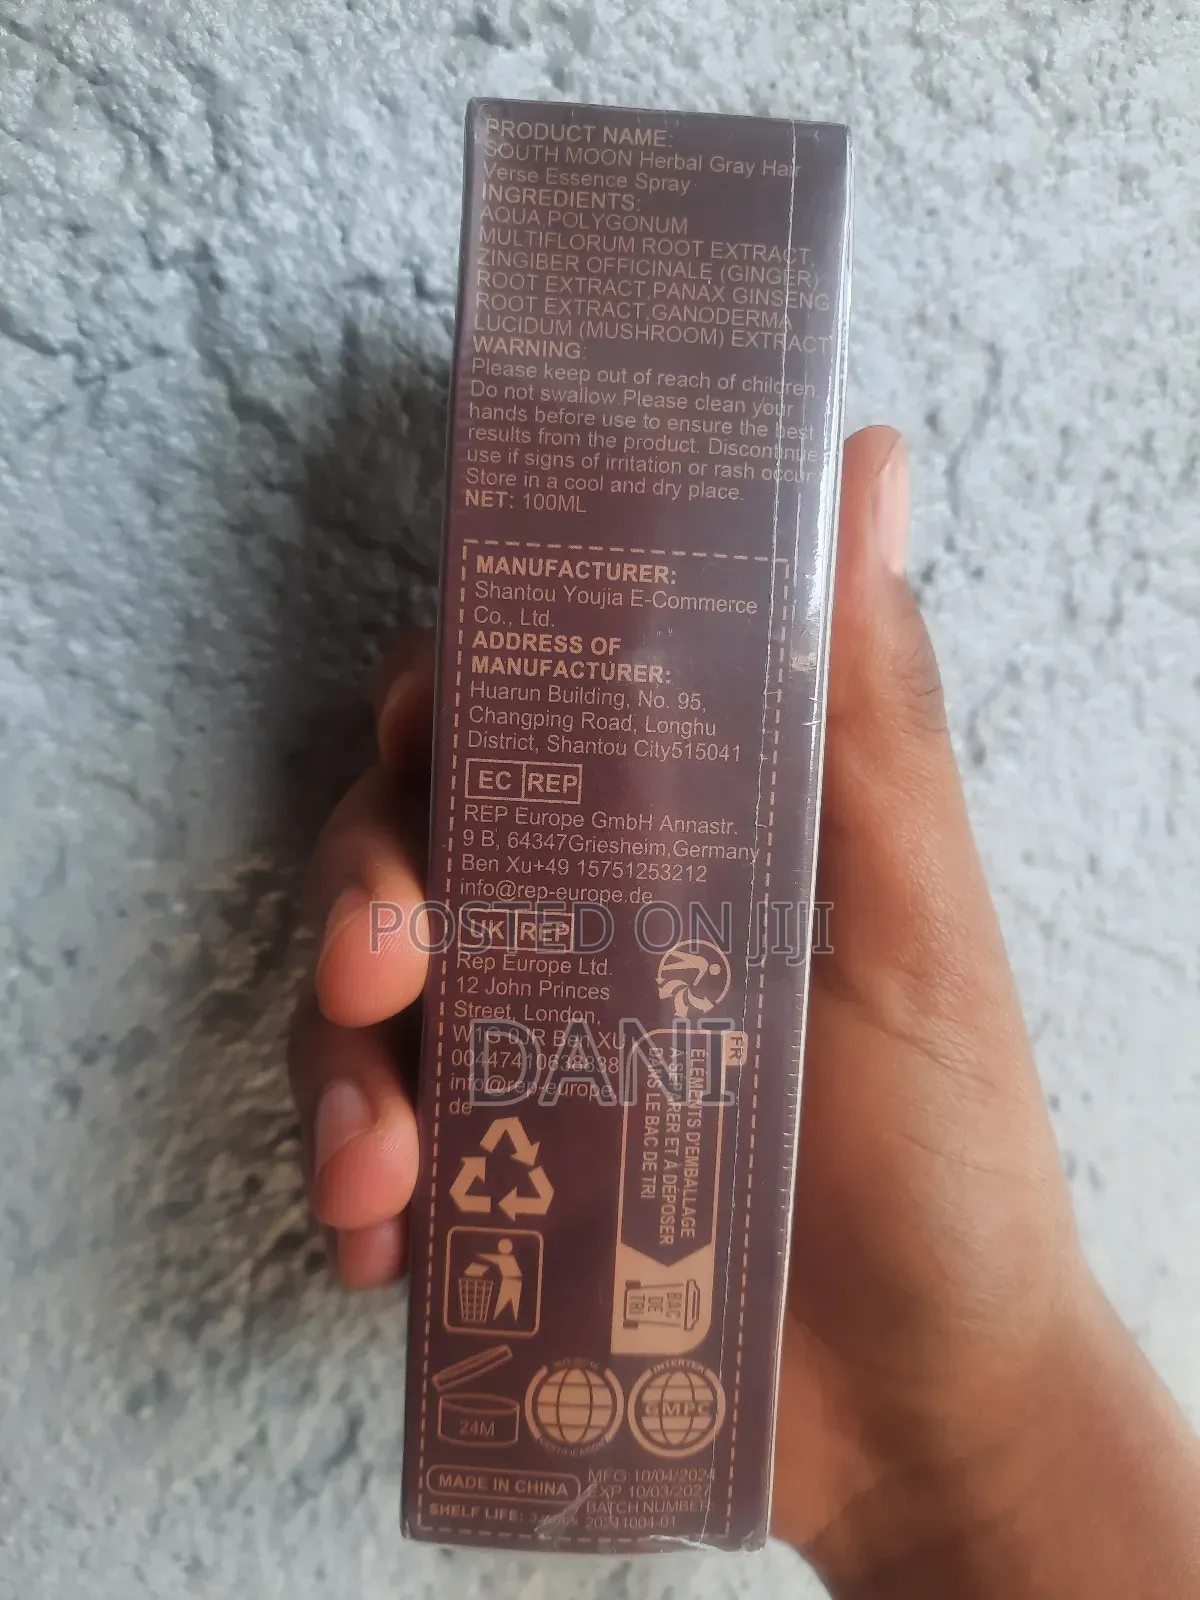 PRODUCT NAME:
SOUTH MOON Herbal Gray Hair
Verse Essence Spray
INGREDIENTS:
AQUA,POLYGONUM
MULTIFLORUM ROOT EXTRACT,
ZINGIBER OFFICINALE (GINGER)
ROOT EXTRACT,PANAX GINSENG
ROOT EXTRACT,GANODERMA
LUCIDUM (MUSHROOM) EXTRACT
WARNING:
Please keep out of reach of children.
Do not swallow.Please clean your
hands before use to ensure the best
results from the product. Discontinue
use if signs of irritation or rash occur.
Store in a cool and dry place.
NET: 100ML
MANUFACTURER:
Shantou Youjia E-Commerce
Co., Ltd.
ADDRESS OF
MANUFACTURER:
Huarun Building, No. 95,
Changping Road, Longhu
District, Shantou City515041
EC REP
REP Europe GmbH Annastr.
9 B, 64347Griesheim,Germany
Ben Xu+49 15751253212
info@rep-europe.de
POSTED ON JIJI
UK REP
Rep Europe Ltd.
12 John Princes
Street, London,
W1G 0JR Ben XU
00447410638838
info@rep-europe.
de
DANI
FR
ÉLÉMENTS D'EMBALLAGE
À SÉPARER ET À DÉPOSER
DANS LE BAC DE TRI
BAC
DE
TRI
24M
CERTIFICATION
INTERTEK
GMPC
MADE IN CHINA
MFG 10/04/2024
EXP 10/03/2027
BATCH NUMBER:
20241004-01
SHELF LIFE: 3